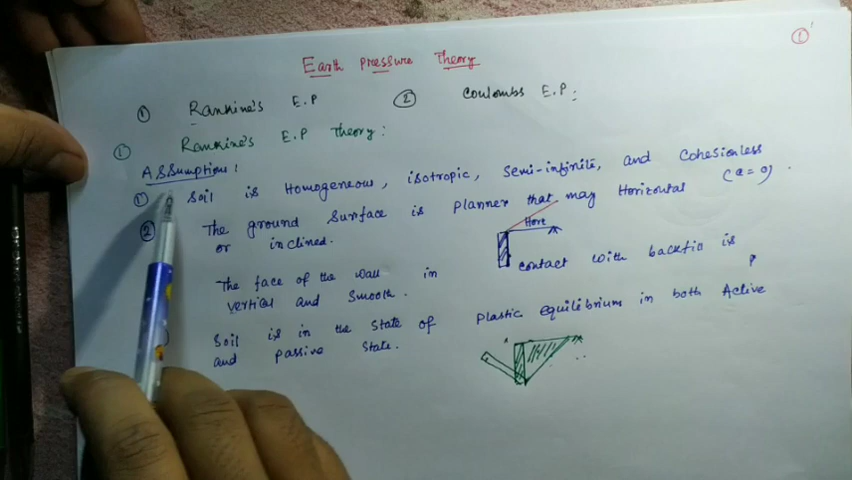 ①
Earth Pressure Theory
① Rankine's E.P ② Coulombs E.P :
① Rankine's E.P Theory :
Assumption :
① Soil is Homogeneous, isotropic, Semi-infinite, and Cohesionless (c = 0) .
② The ground Surface is planner that may Horizontal
or inclined.
Hore
The face of the wall in contact with backfill is
vertical and Smooth .
Soil is in the State of plastic equilibrium in both Active
and passive State.